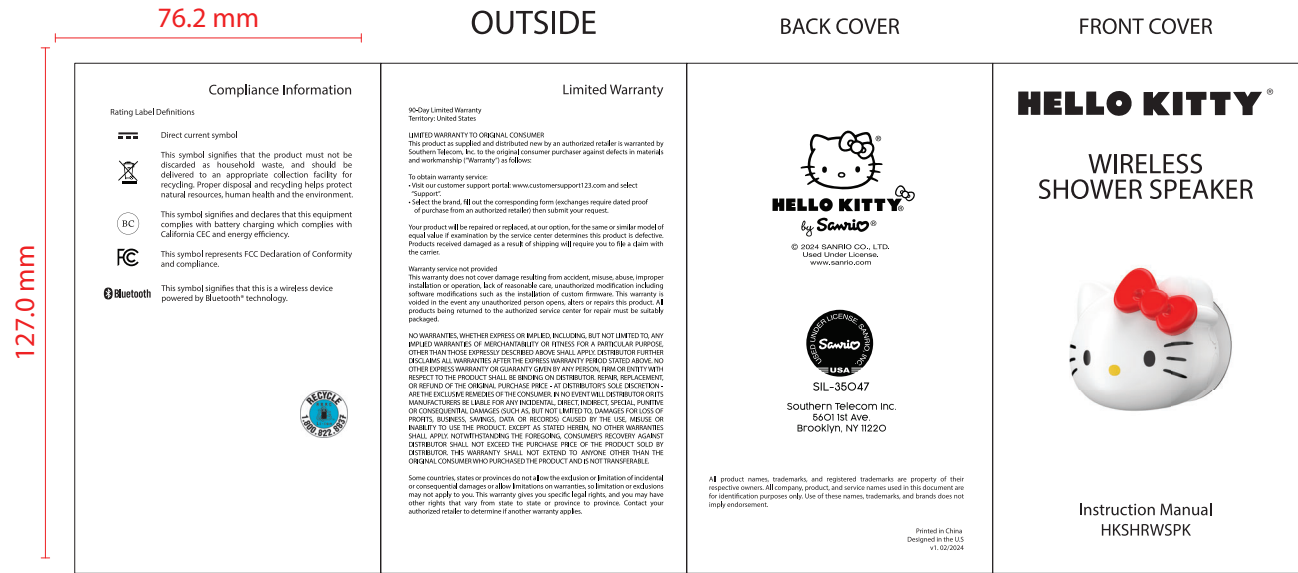 76.2 mm
OUTSIDE
BACK COVER
FRONT COVER
127.0 mm
Compliance Information
Rating Label Definitions
Direct current symbol
This symbol signifies that the product must not be
discarded as household waste, and should be
delivered to an appropriate collection facility for
recycling. Proper disposal and recycling helps protect
natural resources, human health and the environment.
BC
This symbol signifies and declares that this equipment
complies with battery charging which complies with
California CEC and energy efficiency.
FC
This symbol represents FCC Declaration of Conformity
and compliance.
Bluetooth
This symbol signifies that this is a wireless device
powered by Bluetooth® technology.
RECYCLE
1.800.822.8837
Limited Warranty
90-Day Limited Warranty
Territory: United States
LIMITED WARRANTY TO ORIGINAL CONSUMER
This product as supplied and distributed new by an authorized retailer is warranted by
Southern Telecom, Inc. to the original consumer purchaser against defects in materials
and workmanship ("Warranty") as follows:
To obtain warranty service:
• Visit our customer support portal: www.customersupport123.com and select
"Support".
• Select the brand, fill out the corresponding form (exchanges require dated proof
of purchase from an authorized retailer) then submit your request.
Your product will be repaired or replaced, at our option, for the same or similar model of
equal value if examination by the service center determines this product is defective.
Products received damaged as a result of shipping will require you to file a claim with
the carrier.
Warranty service not provided
This warranty does not cover damage resulting from accident, misuse, abuse, improper
installation or operation, lack of reasonable care, unauthorized modification including
software modifications such as the installation of custom firmware. This warranty is
voided in the event any unauthorized person opens, alters or repairs this product. All
products being returned to the authorized service center for repair must be suitably
packaged.
NO WARRANTIES, WHETHER EXPRESS OR IMPLIED, INCLUDING, BUT NOT LIMITED TO, ANY
IMPLIED WARRANTIES OF MERCHANTABILITY OR FITNESS FOR A PARTICULAR PURPOSE,
OTHER THAN THOSE EXPRESSLY DESCRIBED ABOVE SHALL APPLY. DISTRIBUTOR FURTHER
DISCLAIMS ALL WARRANTIES AFTER THE EXPRESS WARRANTY PERIOD STATED ABOVE. NO
OTHER EXPRESS WARRANTY OR GUARANTY GIVEN BY ANY PERSON, FIRM OR ENTITY WITH
RESPECT TO THE PRODUCT SHALL BE BINDING ON DISTRIBUTOR. REPAIR, REPLACEMENT,
OR REFUND OF THE ORIGINAL PURCHASE PRICE - AT DISTRIBUTOR'S SOLE DISCRETION -
ARE THE EXCLUSIVE REMEDIES OF THE CONSUMER. IN NO EVENT WILL DISTRIBUTOR OR ITS
MANUFACTURERS BE LIABLE FOR ANY INCIDENTAL, DIRECT, INDIRECT, SPECIAL, PUNITIVE
OR CONSEQUENTIAL DAMAGES (SUCH AS, BUT NOT LIMITED TO, DAMAGES FOR LOSS OF
PROFITS, BUSINESS, SAVINGS, DATA OR RECORDS) CAUSED BY THE USE, MISUSE OR
INABILITY TO USE THE PRODUCT. EXCEPT AS STATED HEREIN, NO OTHER WARRANTIES
SHALL APPLY. NOTWITHSTANDING THE FOREGOING, CONSUMER'S RECOVERY AGAINST
DISTRIBUTOR SHALL NOT EXCEED THE PURCHASE PRICE OF THE PRODUCT SOLD BY
DISTRIBUTOR. THIS WARRANTY SHALL NOT EXTEND TO ANYONE OTHER THAN THE
ORIGINAL CONSUMER WHO PURCHASED THE PRODUCT AND IS NOT TRANSFERABLE.
Some countries, states or provinces do not allow the exclusion or limitation of incidental
or consequential damages or allow limitations on warranties, so limitation or exclusions
may not apply to you. This warranty gives you specific legal rights, and you may have
other rights that vary from state to state or province to province. Contact your
authorized retailer to determine if another warranty applies.
®
HELLO KITTY®
by Sanrio®
© 2024 SANRIO CO., LTD.
Used Under License.
www.sanrio.com
USED UNDER LICENSE, SANRIO INC.
Sanrio
USA
SIL-35047
Southern Telecom Inc.
5601 1st Ave.
Brooklyn, NY 11220
All product names, trademarks, and registered trademarks are property of their
respective owners. All company, product, and service names used in this document are
for identification purposes only. Use of these names, trademarks, and brands does not
imply endorsement.
Printed in China
Designed in the U.S
v1. 02/2024
HELLO KITTY®
WIRELESS
SHOWER SPEAKER
Instruction Manual
HKSHRWSPK